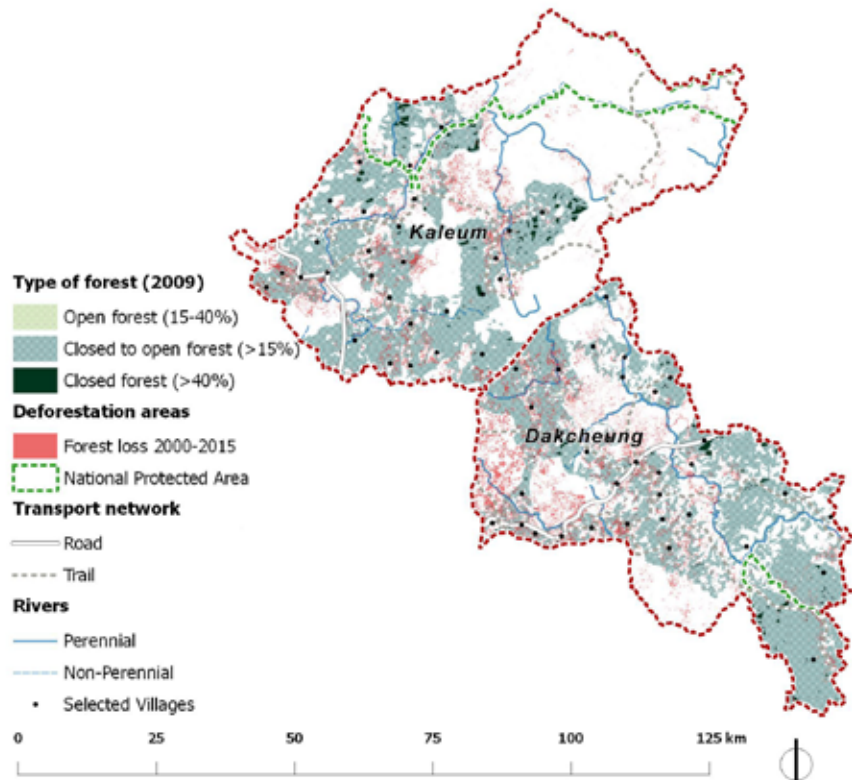 Kaleum
Dakcheung
Type of forest (2009)
Open forest (15-40%)
Closed to open forest (>15%)
Closed forest (>40%)
Deforestation areas
Forest loss 2000-2015
National Protected Area
Transport network
Road
Trail
Rivers
Perennial
Non-Perennial
Selected Villages
0 25 50 75 100 125 km